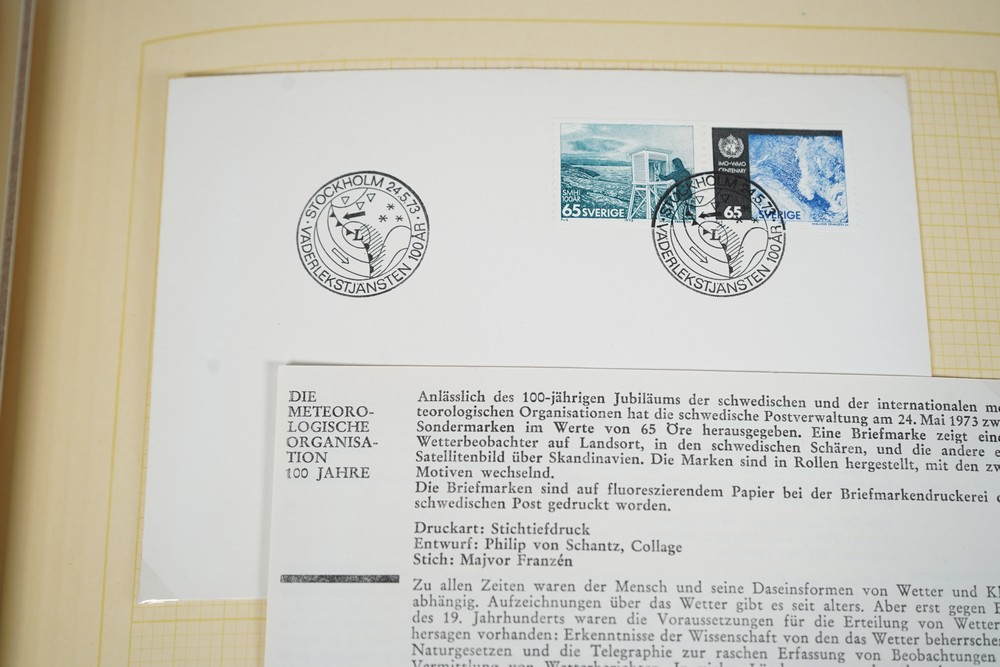 STOCKHOLM 24.5.73 · VÄDERLEKSTJÄNSTEN 100 ÅR ·
L
SMHI
100 ÅR
65 SVERIGE
IMO-WMO
CENTENARY
65 SVERIGE
STOCKHOLM 24.5.73 · VÄDERLEKSTJÄNSTEN 100 ÅR ·
L
DIE
METEORO-
LOGISCHE
ORGANISA-
TION
100 JAHRE
Anlässlich des 100-jährigen Jubiläums der schwedischen und der internationalen
teorologischen Organisationen hat die schwedische Postverwaltung am 24. Mai 1973
Sondermarken im Werte von 65 Öre herausgegeben. Eine Briefmarke zeigt
Wetterbeobachter auf Landsort, in den schwedischen Schären, und die andere
Satellitenbild über Skandinavien. Die Marken sind in Rollen hergestellt, mit den
Motiven wechselnd.
Die Briefmarken sind auf fluoreszierendem Papier bei der Briefmarkendruckerei
schwedischen Post gedruckt worden.
Druckart: Stichtiefdruck
Entwurf: Philip von Schantz, Collage
Stich: Majvor Franzén
Zu allen Zeiten waren der Mensch und seine Daseinsformen von Wetter und
abhängig. Aufzeichnungen über das Wetter gibt es seit alters. Aber erst gegen
des 19. Jahrhunderts waren die Voraussetzungen für die Erteilung von
hersagen vorhanden: Erkenntnisse der Wissenschaft von den das Wetter
Naturgesetzen und die Telegraphie zur raschen Erfassung von Beobachtungen